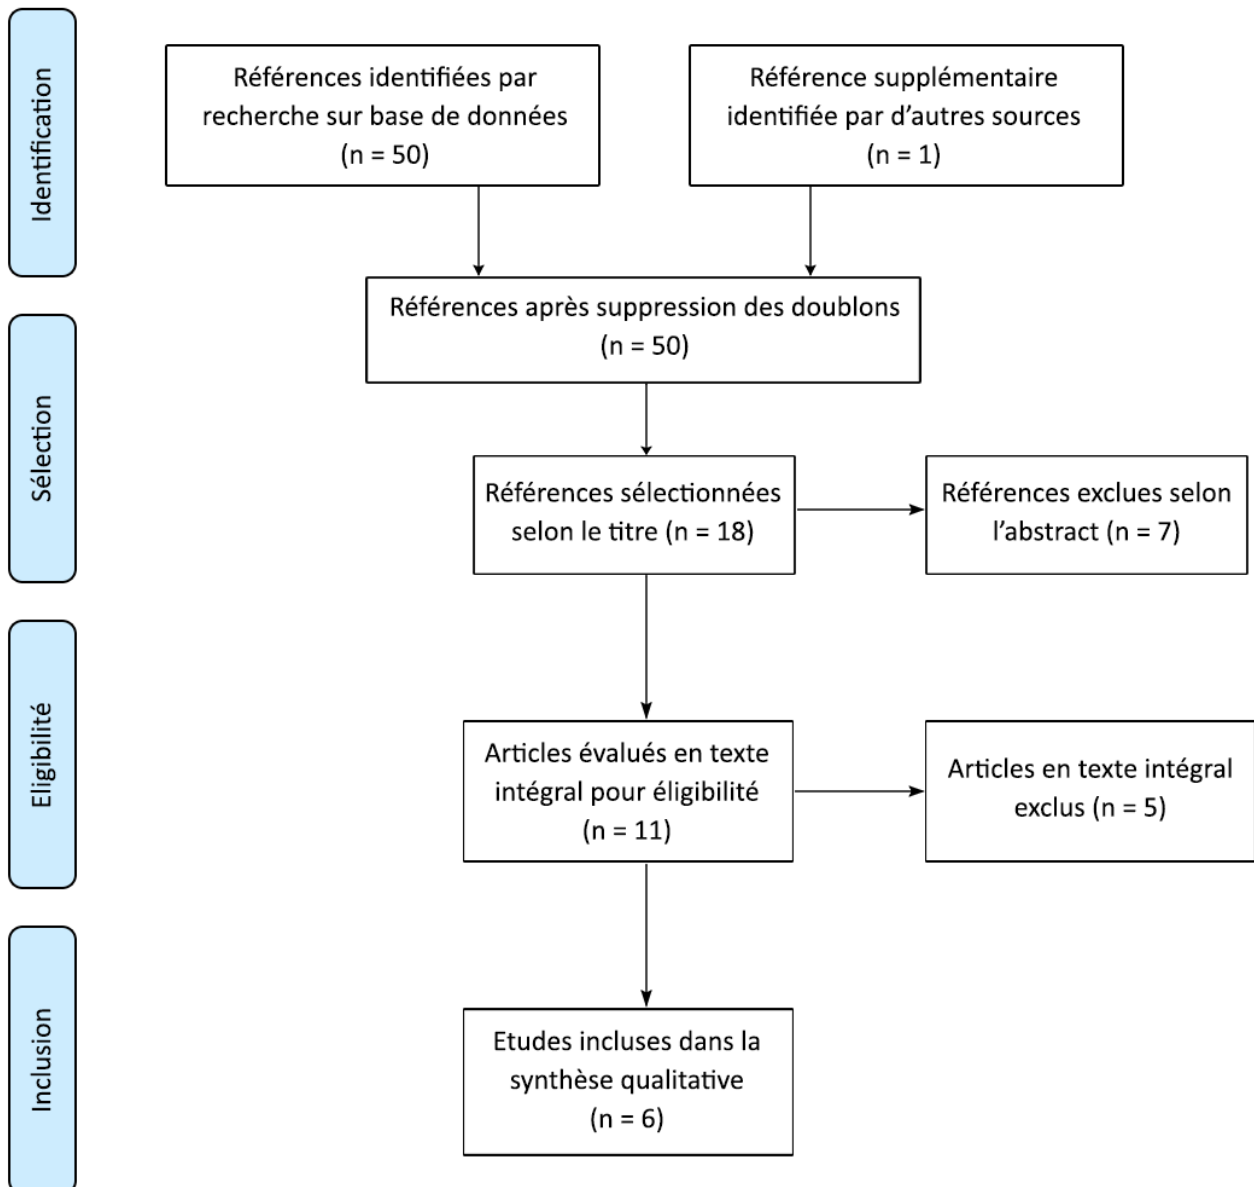 Identification
Références identifiées par
recherche sur base de données
(n = 50)
Référence supplémentaire
identifiée par d’autres sources
(n = 1)
Références après suppression des doublons
(n = 50)
Sélection
Références sélectionnées
selon le titre (n = 18)
Références exclues selon
l’abstract (n = 7)
Eligibilité
Articles évalués en texte
intégral pour éligibilité
(n = 11)
Articles en texte intégral
exclus (n = 5)
Inclusion
Etudes incluses dans la
synthèse qualitative
(n = 6)